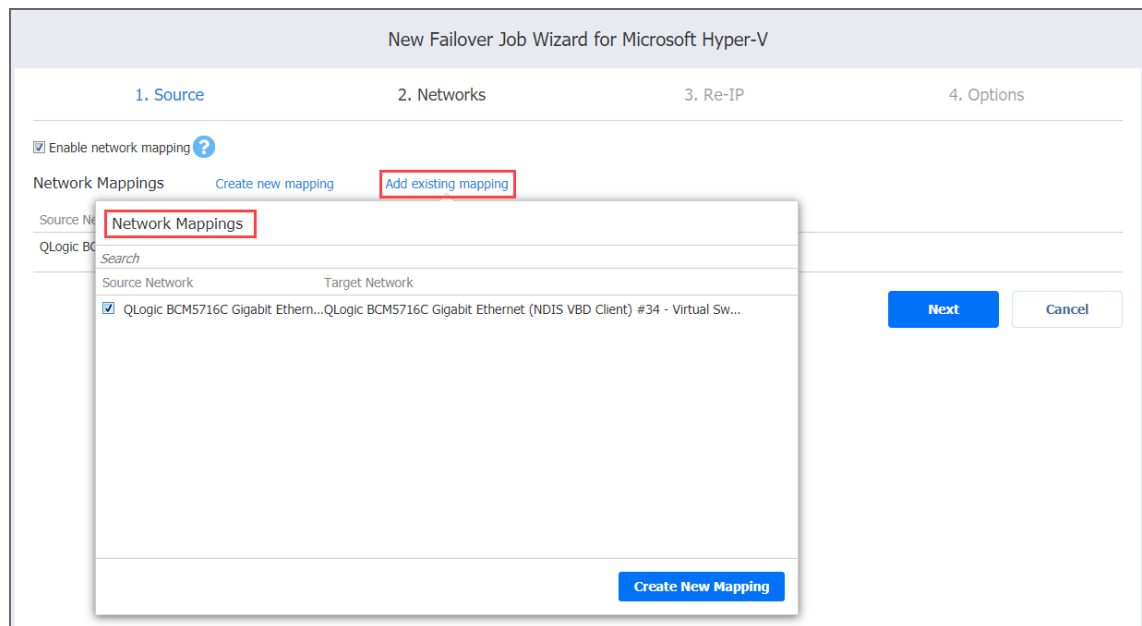 New Failover Job Wizard for Microsoft Hyper-V
1. Source 2. Networks 3. Re-IP 4. Options
Enable network mapping ?
Network Mappings Create new mapping Add existing mapping
Source Ne
Network Mappings
QLogic BC
Search
Source Network Target Network
QLogic BCM5716C Gigabit Ethern...QLogic BCM5716C Gigabit Ethernet (NDIS VBD Client) #34 - Virtual Sw...
Next Cancel
Create New Mapping